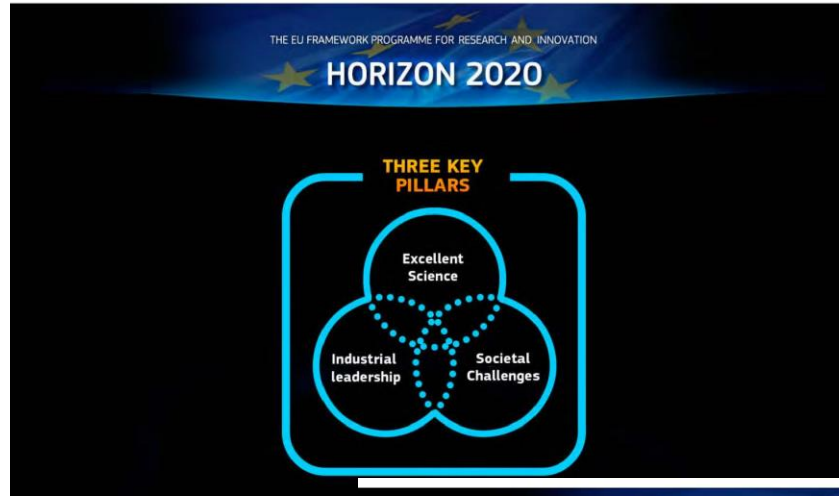 THE EU FRAMEWORK PROGRAMME FOR RESEARCH AND INNOVATION
HORIZON 2020
THREE KEY
PILLARS
Excellent
Science
Industrial
leadership
Societal
Challenges